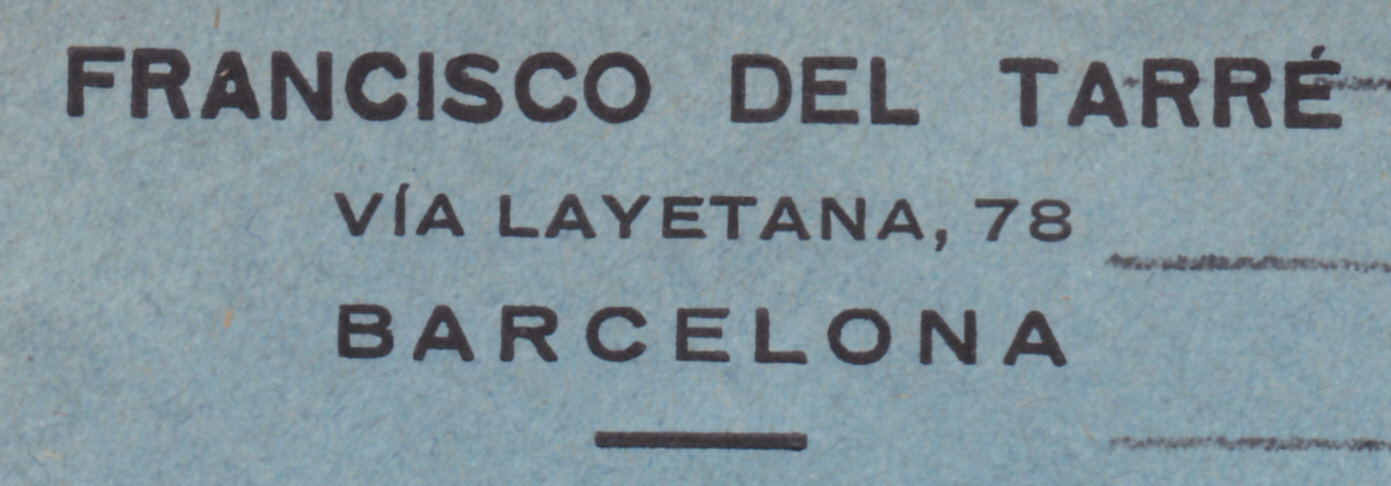 FRANCISCO DEL TARRÉ
VÍA LAYETANA, 78
BARCELONA